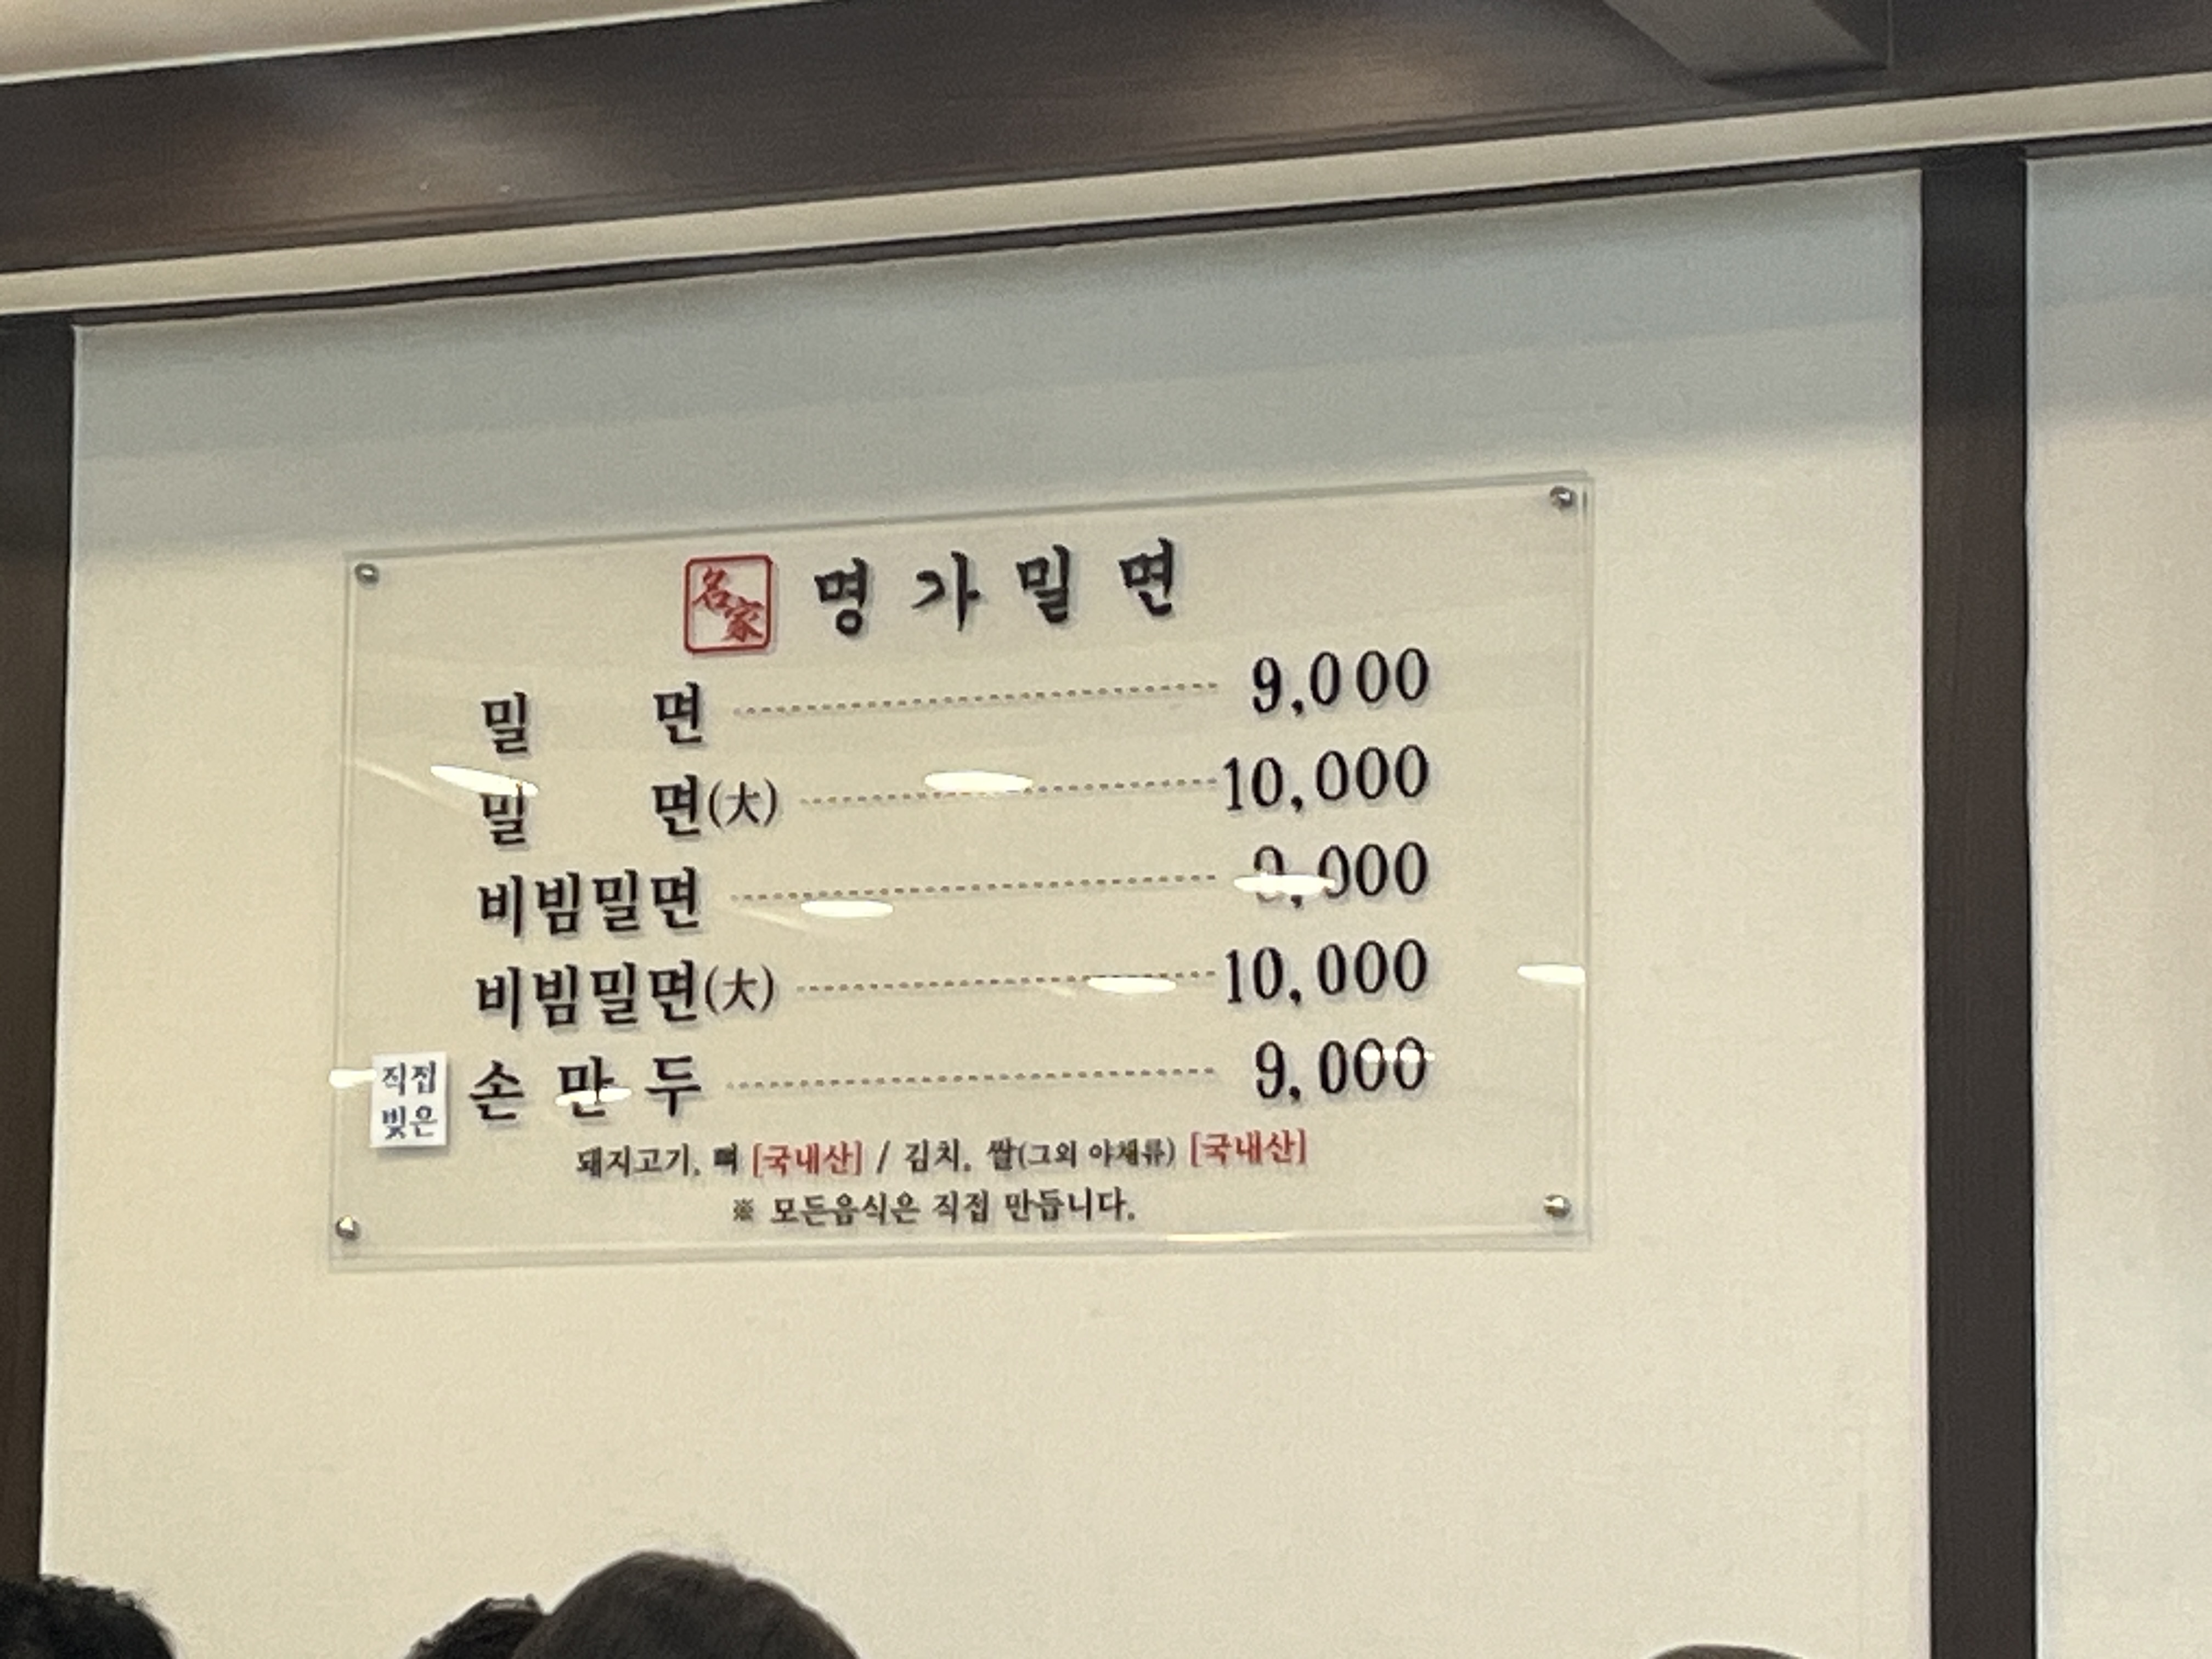 名家 명가밀면
밀 면 9,000
밀 면(大) 10,000
비빔밀면 9,000
비빔밀면(大) 10,000
직접 빚은 손 만 두 9,000
돼지고기, 뼈 [국내산] / 김치, 쌀(그외 야채류) [국내산]
※ 모든음식은 직접 만듭니다.